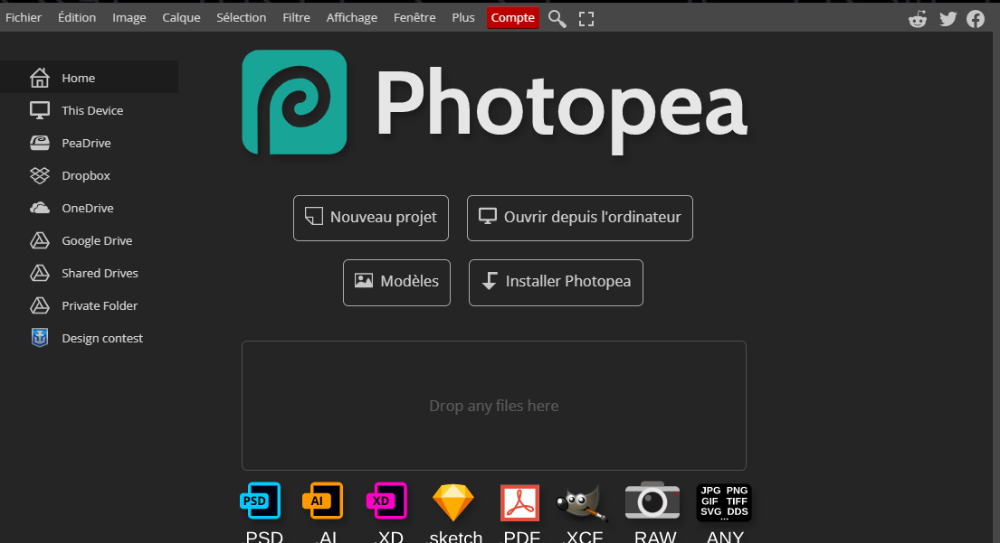 Fichier Édition Image Calque Sélection Filtre Affichage Fenêtre Plus Compte
Home
This Device
PeaDrive
Dropbox
OneDrive
Google Drive
Shared Drives
Private Folder
Design contest
Photopea
Nouveau projet Ouvrir depuis l'ordinateur
Modèles Installer Photopea
Drop any files here
PSD AI XD JPG PNG
GIF TIFF
SVG DDS
...
.PSD .AI .XD .sketch .PDF .XCF RAW ANY